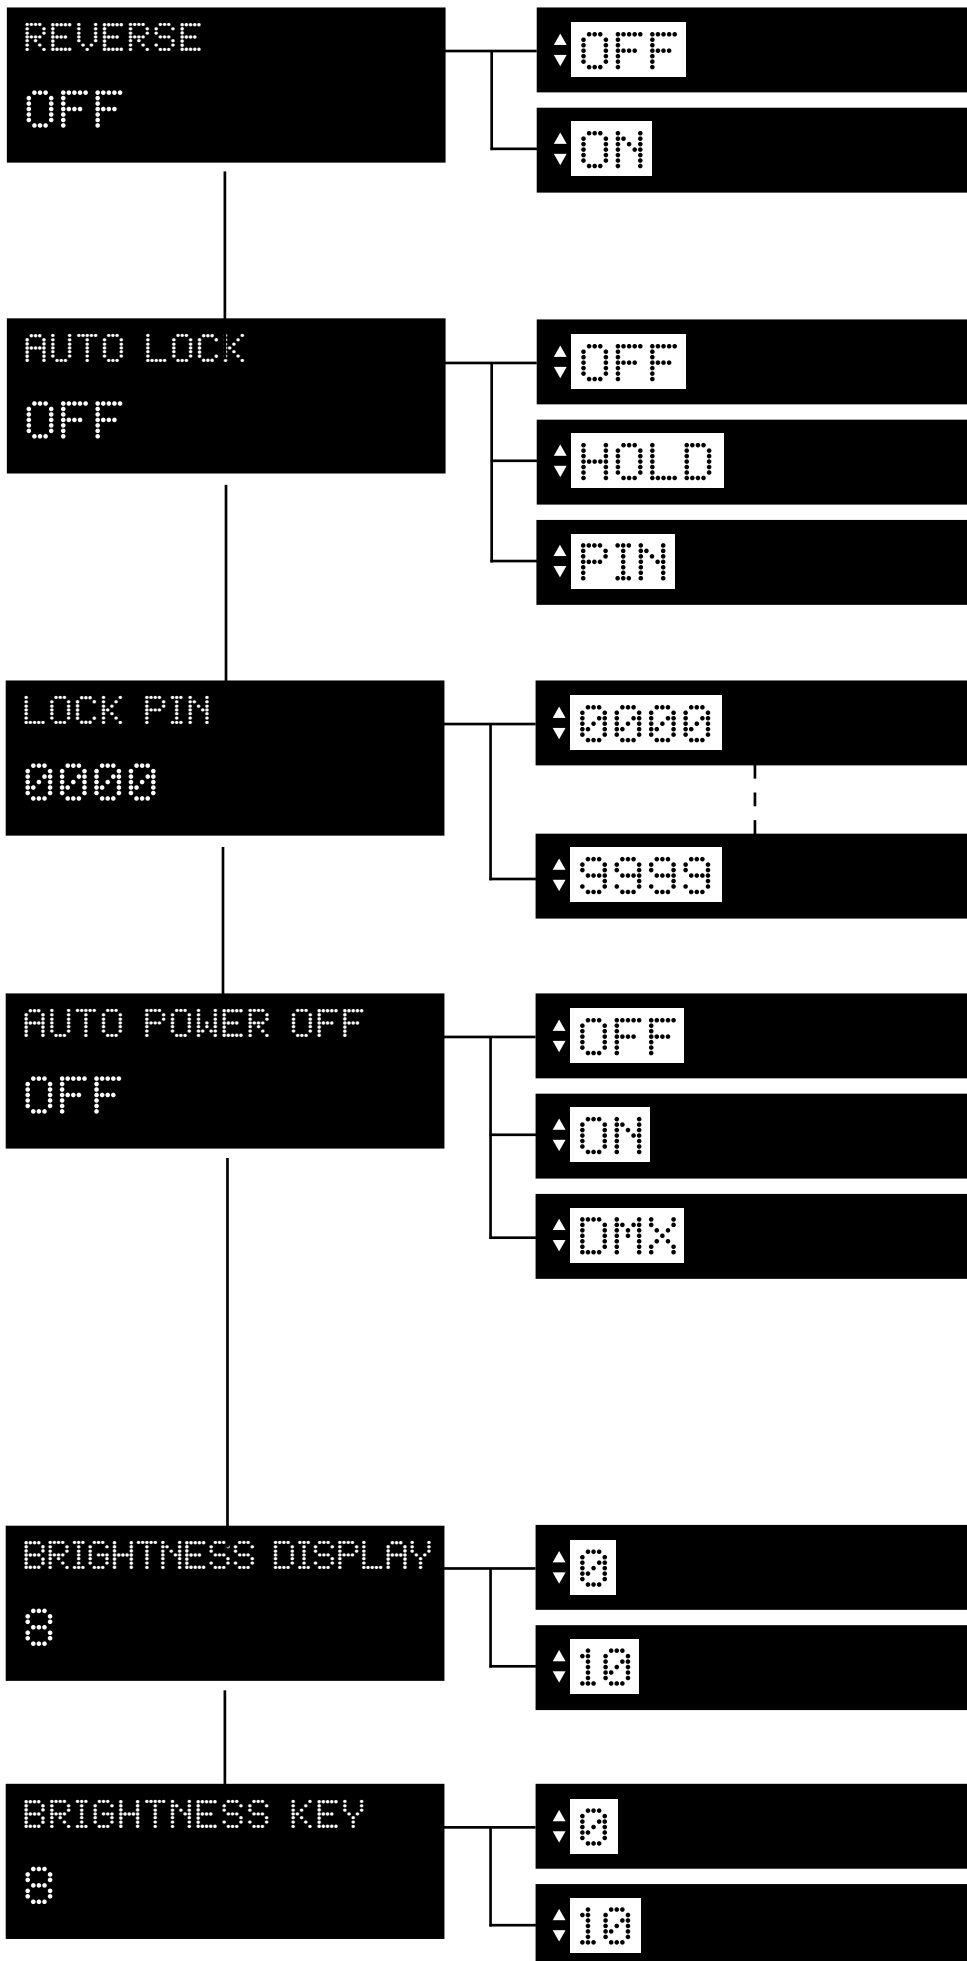 REVERSE
OFF
OFF
ON
AUTO LOCK
OFF
OFF
HOLD
PIN
LOCK PIN
0000
0000
9999
AUTO POWER OFF
OFF
OFF
ON
DMX
BRIGHTNESS DISPLAY
8
0
10
BRIGHTNESS KEY
8
0
10